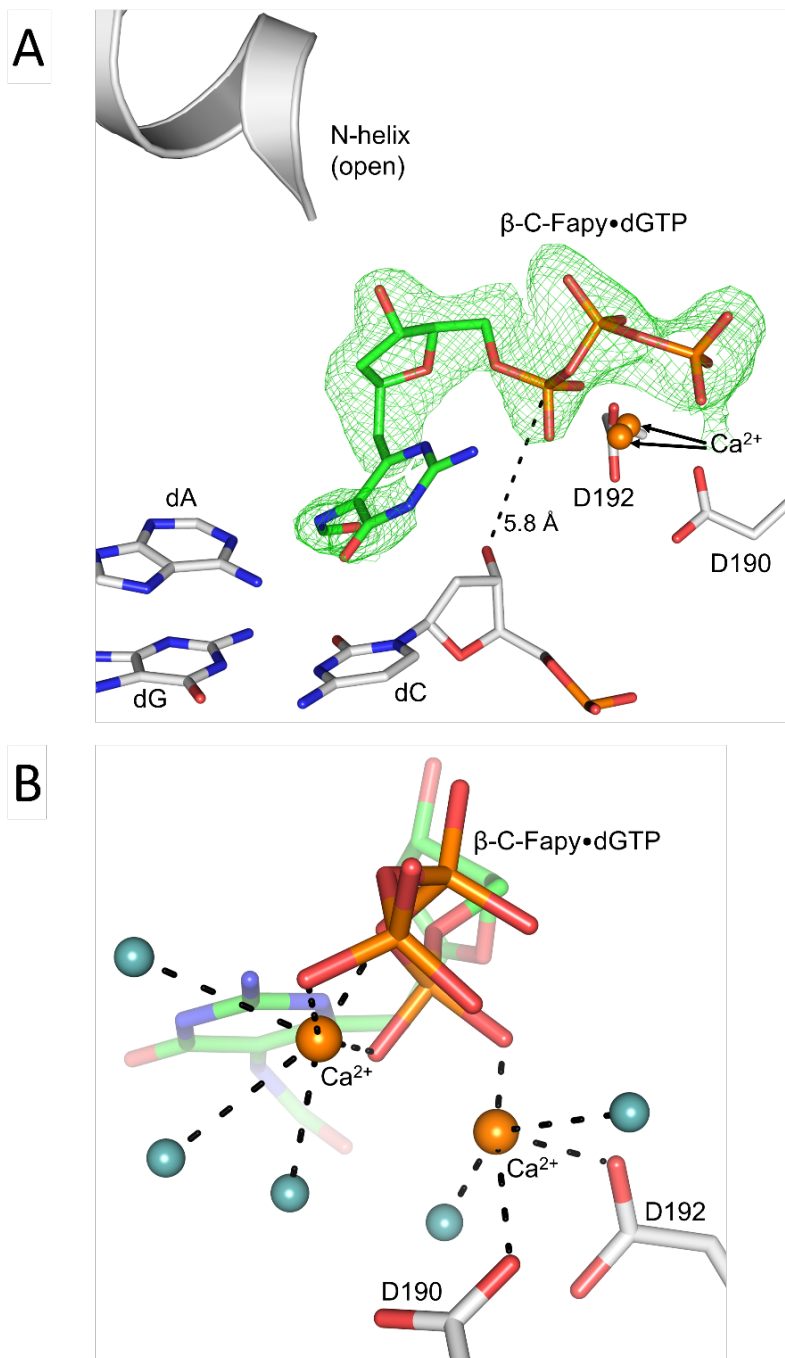 A
N-helix
(open)
β-C-Fapy•dGTP
Ca²⁺
D192
5.8 Å
D190
dA
dG
dC
B
β-C-Fapy•dGTP
Ca²⁺
Ca²⁺
D192
D190